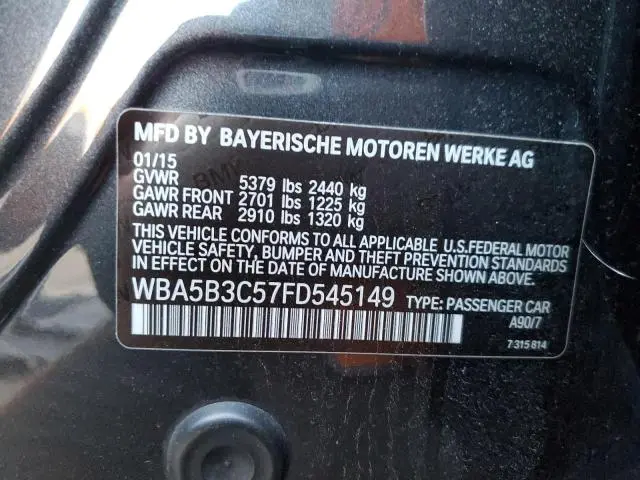 MFD BY BAYERISCHE MOTOREN WERKE AG
01/15
GVWR 5379 lbs 2440 kg
GAWR FRONT 2701 lbs 1225 kg
GAWR REAR 2910 lbs 1320 kg
THIS VEHICLE CONFORMS TO ALL APPLICABLE U.S.FEDERAL MOTOR
VEHICLE SAFETY, BUMPER AND THEFT PREVENTION STANDARDS
IN EFFECT ON THE DATE OF MANUFACTURE SHOWN ABOVE.
WBA5B3C57FD545149 TYPE: PASSENGER CAR
A90/7
7 315 814